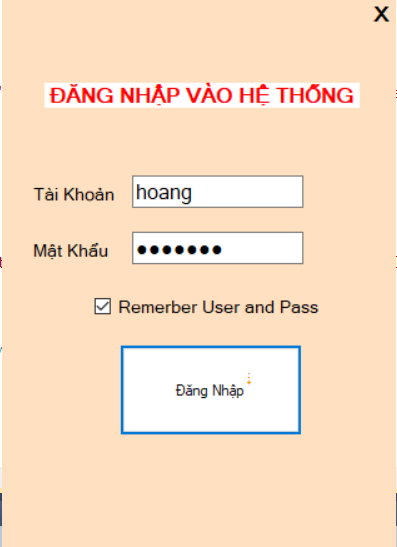 X
ĐĂNG NHẬP VÀO HỆ THỐNG
Tài Khoản hoang
Mật Khẩu ●●●●●●●
Remerber User and Pass
Đăng Nhập